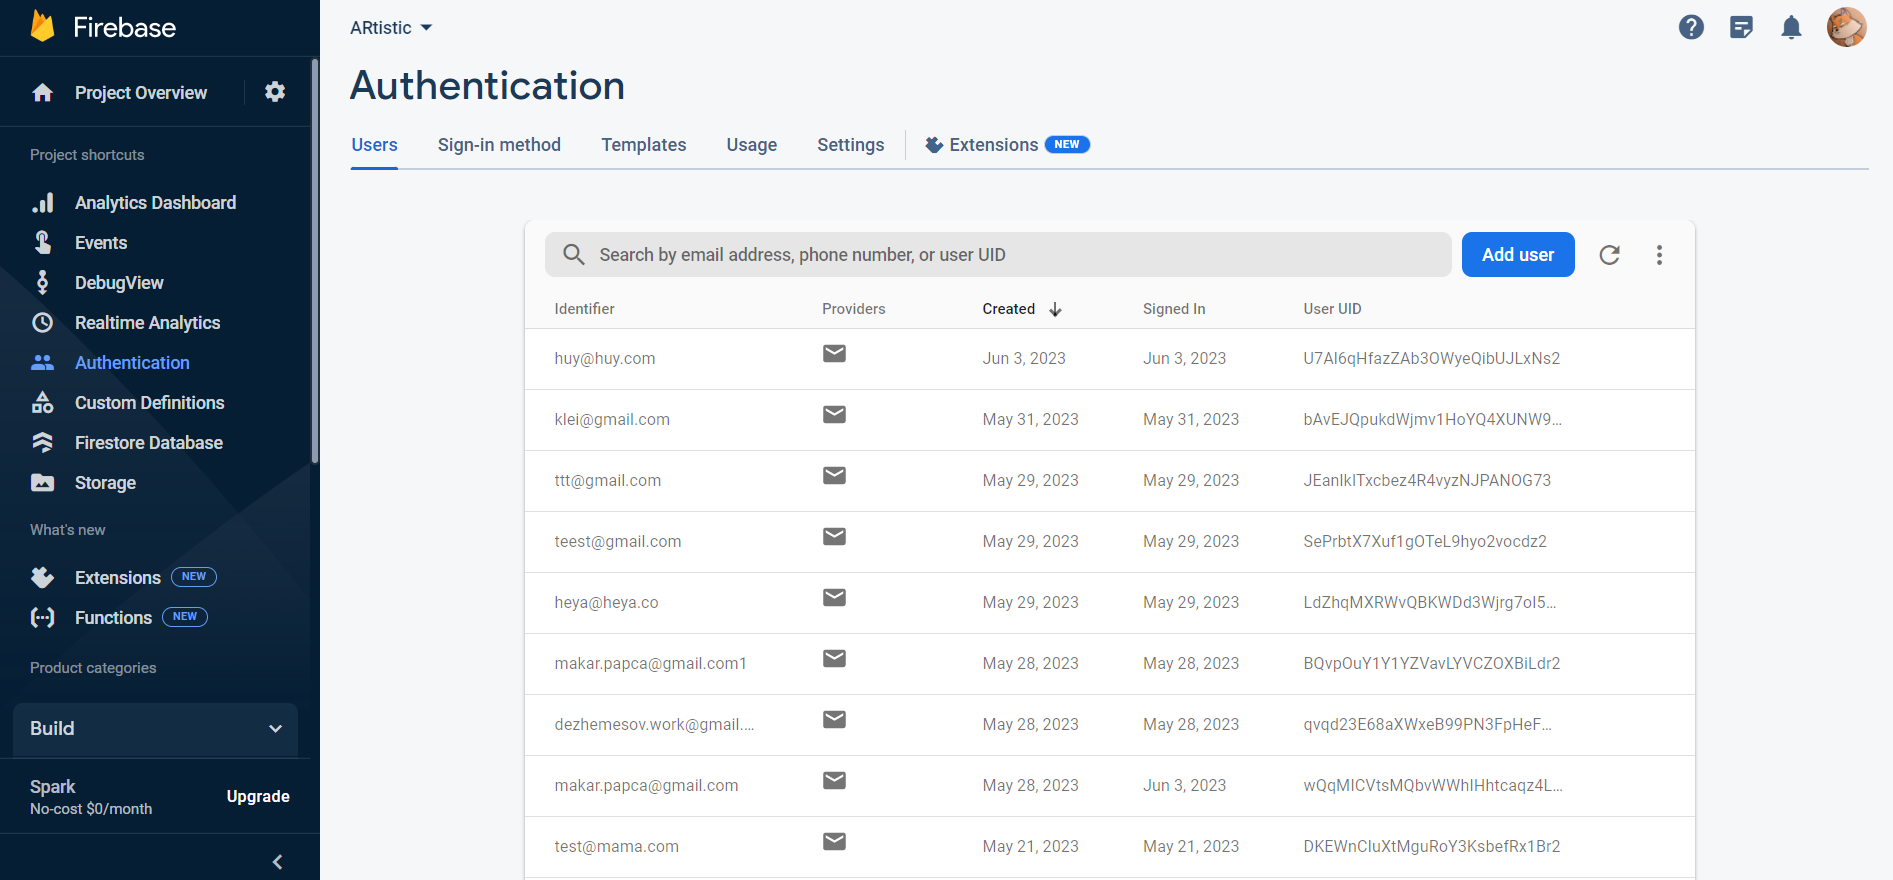 Firebase
Project Overview
Project shortcuts
Analytics Dashboard
Events
DebugView
Realtime Analytics
Authentication
Custom Definitions
Firestore Database
Storage
What's new
Extensions NEW
Functions NEW
Product categories
Build
Spark
No-cost $0/month
Upgrade
ARtistic
Authentication
Users Sign-in method Templates Usage Settings Extensions NEW
Search by email address, phone number, or user UID Add user
Identifier Providers Created Signed In User UID
huy@huy.com Jun 3, 2023 Jun 3, 2023 U7Al6qHfazZAb3OWyeQibUJLxNs2
klei@gmail.com May 31, 2023 May 31, 2023 bAvEJQpukdWjmv1HoYQ4XUNW9...
ttt@gmail.com May 29, 2023 May 29, 2023 JEanlklTxcbez4R4vyzNJPANOG73
teest@gmail.com May 29, 2023 May 29, 2023 SePrbtX7Xuf1gOTeL9hyo2vocdz2
heya@heya.co May 29, 2023 May 29, 2023 LdZhqMXRWvQBKWDd3Wjrg7ol5...
makar.papca@gmail.com1 May 28, 2023 May 28, 2023 BQvpOuY1Y1YZVavLYVCZOXBiLdr2
dezhemesov.work@gmail.... May 28, 2023 May 28, 2023 qvqd23E68aXWxeB99PN3FpHeF...
makar.papca@gmail.com May 28, 2023 Jun 3, 2023 wQqMICVtsMQbvWWhlHhtcaqz4L...
test@mama.com May 21, 2023 May 21, 2023 DKEWnCluXtMguRoY3KsbefRx1Br2